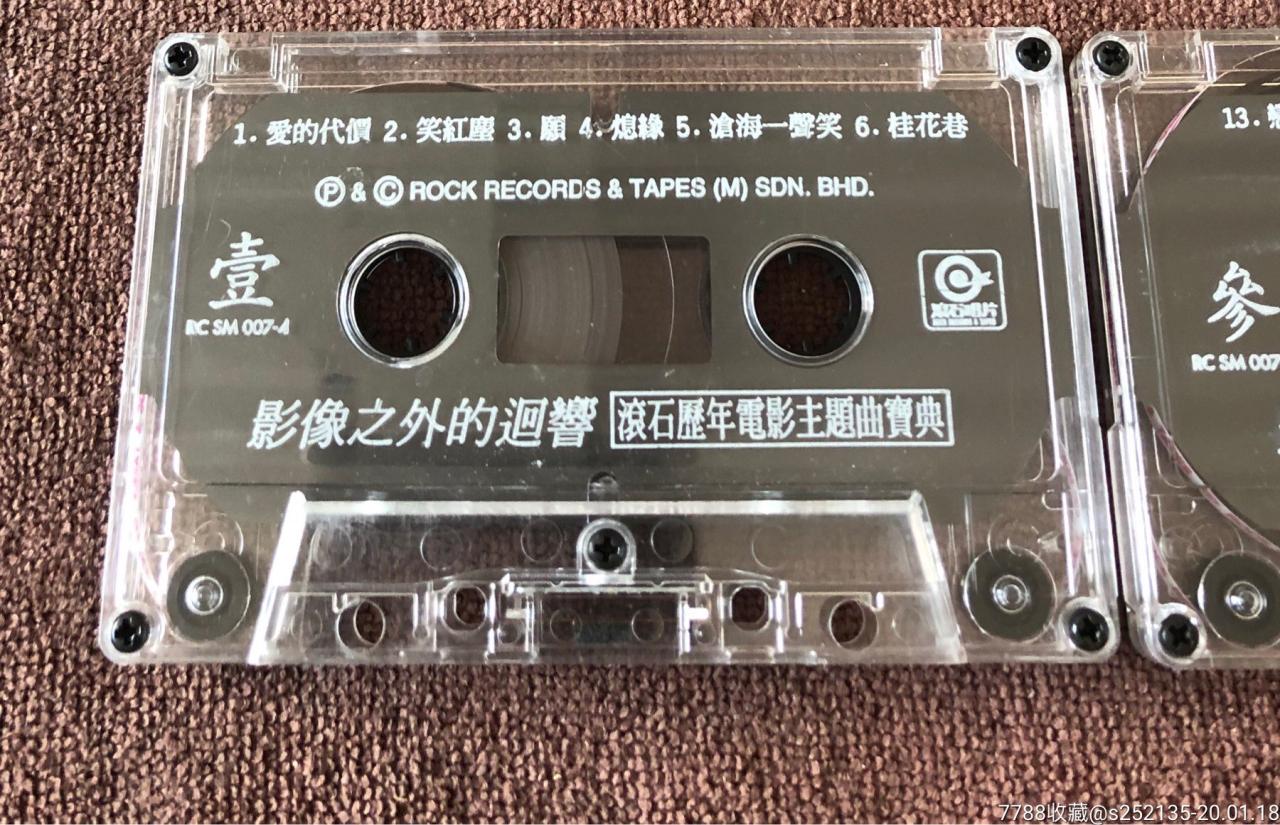 1. 愛的代價 2. 笑紅塵 3. 願 4. 熄緣 5. 滄海一聲笑 6. 桂花巷
Ⓟ & Ⓒ ROCK RECORDS & TAPES (M) SDN. BHD.
壹
RC SM 007-4
滾石唱片
影像之外的迴響 滾石歷年電影主題曲寶典
13.
參
RC SM 007
7788收藏@s252135-20.01.18